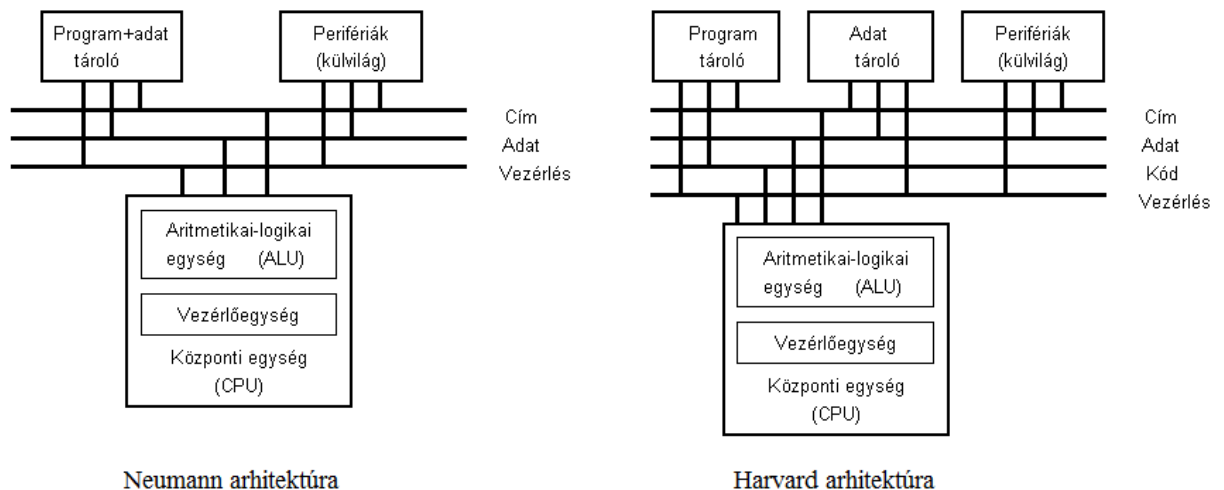 Program+adat
tároló
Perifériák
(külvilág)
Cím
Adat
Vezérlés
Aritmetikai-logikai
egység (ALU)
Vezérlőegység
Központi egység
(CPU)
Neumann arhitektúra
Program
tároló
Adat
tároló
Perifériák
(külvilág)
Cím
Adat
Kód
Vezérlés
Aritmetikai-logikai
egység (ALU)
Vezérlőegység
Központi egység
(CPU)
Harvard arhitektúra